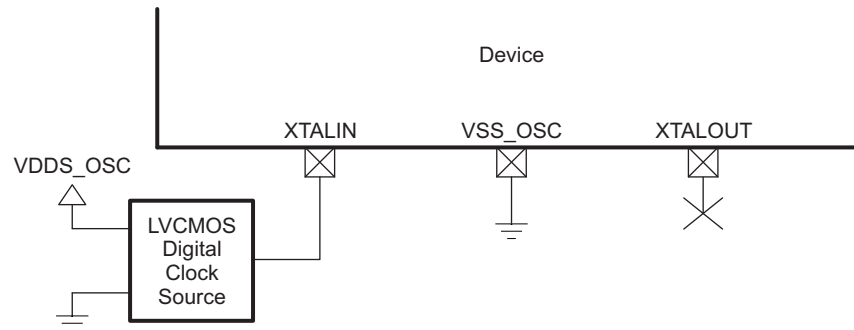 Device
XTALIN
VSS_OSC
XTALOUT
VDDS_OSC
LVCMOS
Digital
Clock
Source